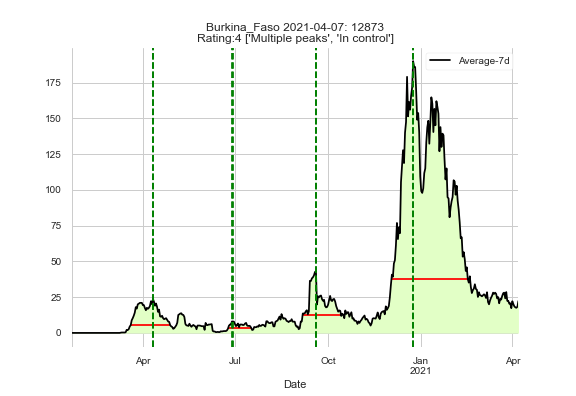 Burkina_Faso 2021-04-07: 12873
Rating:4 ['Multiple peaks', 'In control']
Average-7d
175
150
125
100
75
50
25
0
Apr
Jul
Oct
Jan
2021
Apr
Date